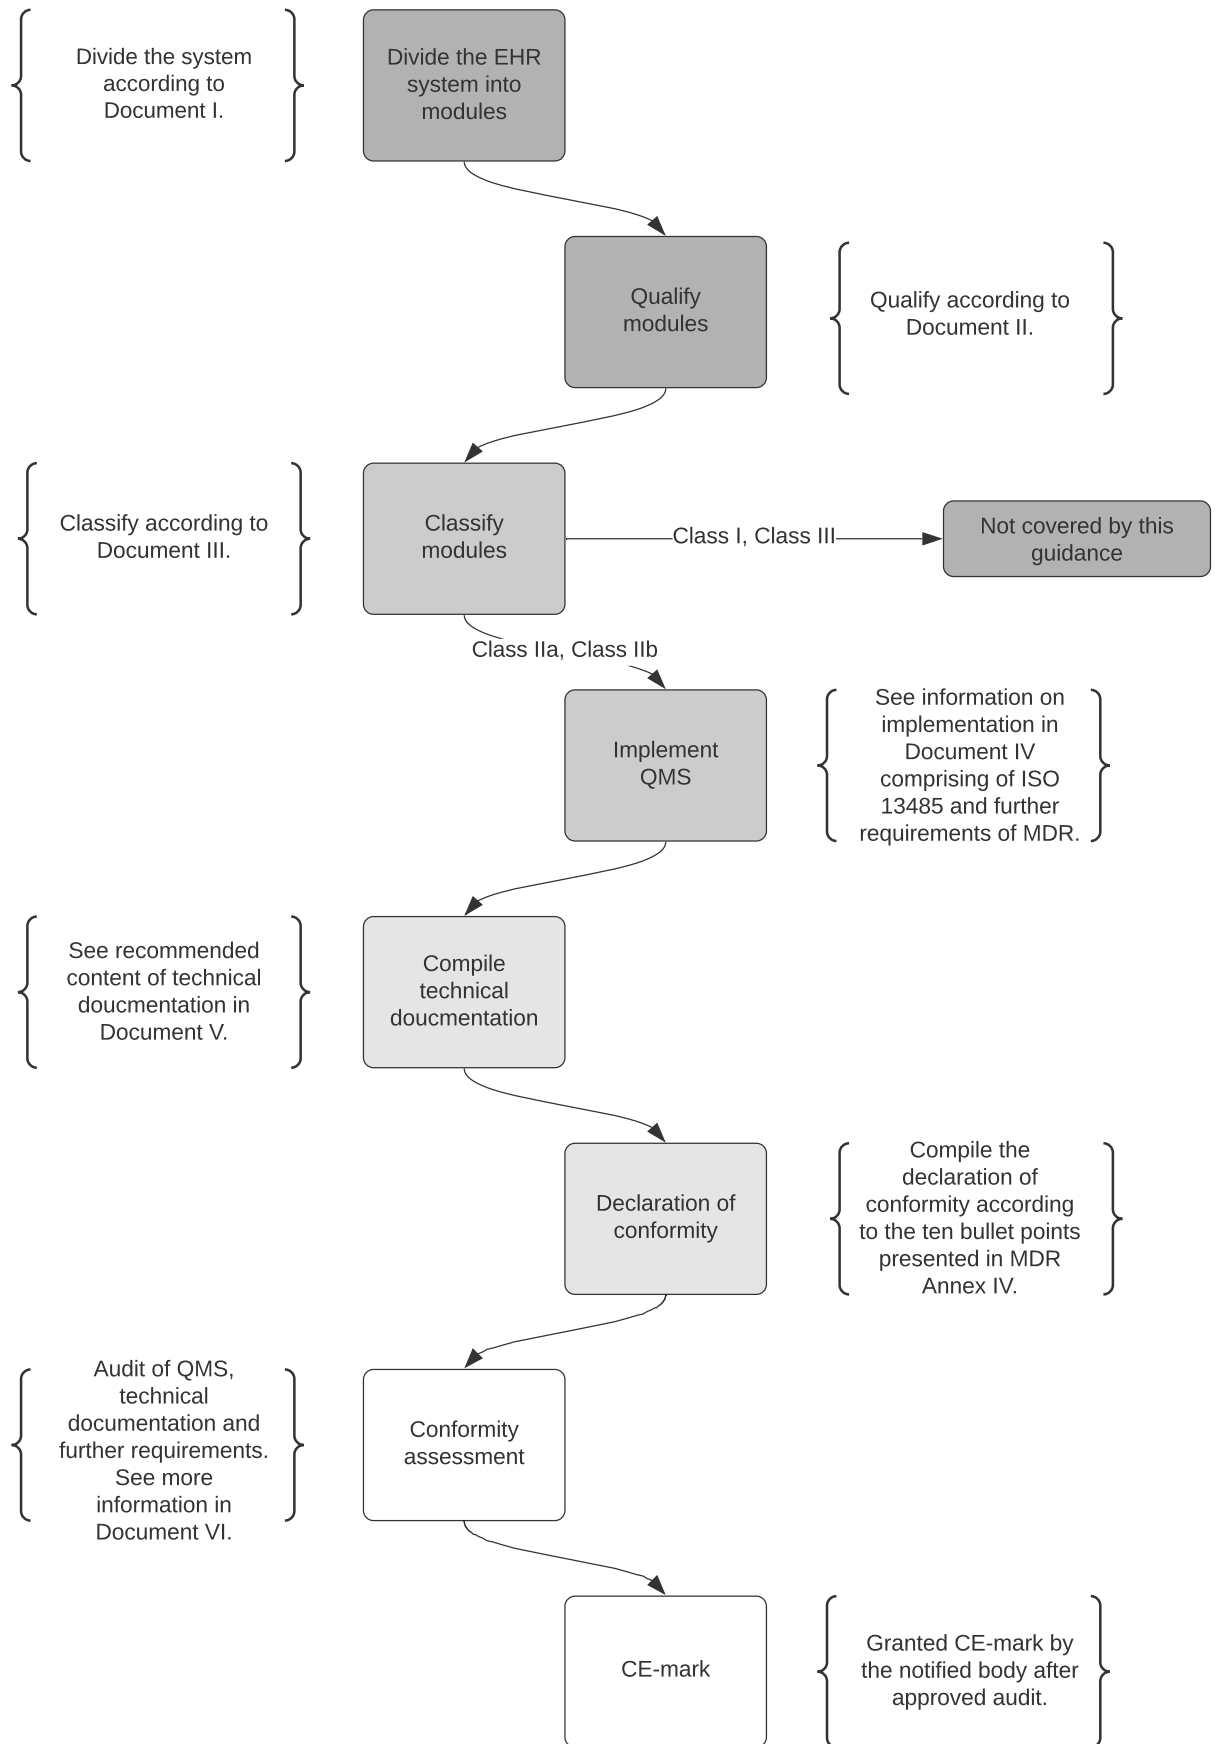 Divide the system
according to
Document I.
Divide the EHR
system into
modules
Qualify
modules
Qualify according to
Document II.
Classify according to
Document III.
Classify
modules
Class I, Class III
Not covered by this
guidance
Class IIa, Class IIb
Implement
QMS
See information on
implementation in
Document IV
comprising of ISO
13485 and further
requirements of MDR.
See recommended
content of technical
doucmentation in
Document V.
Compile
technical
doucmentation
Declaration of
conformity
Compile the
declaration of
conformity according
to the ten bullet points
presented in MDR
Annex IV.
Audit of QMS,
technical
documentation and
further requirements.
See more
information in
Document VI.
Conformity
assessment
CE-mark
Granted CE-mark by
the notified body after
approved audit.